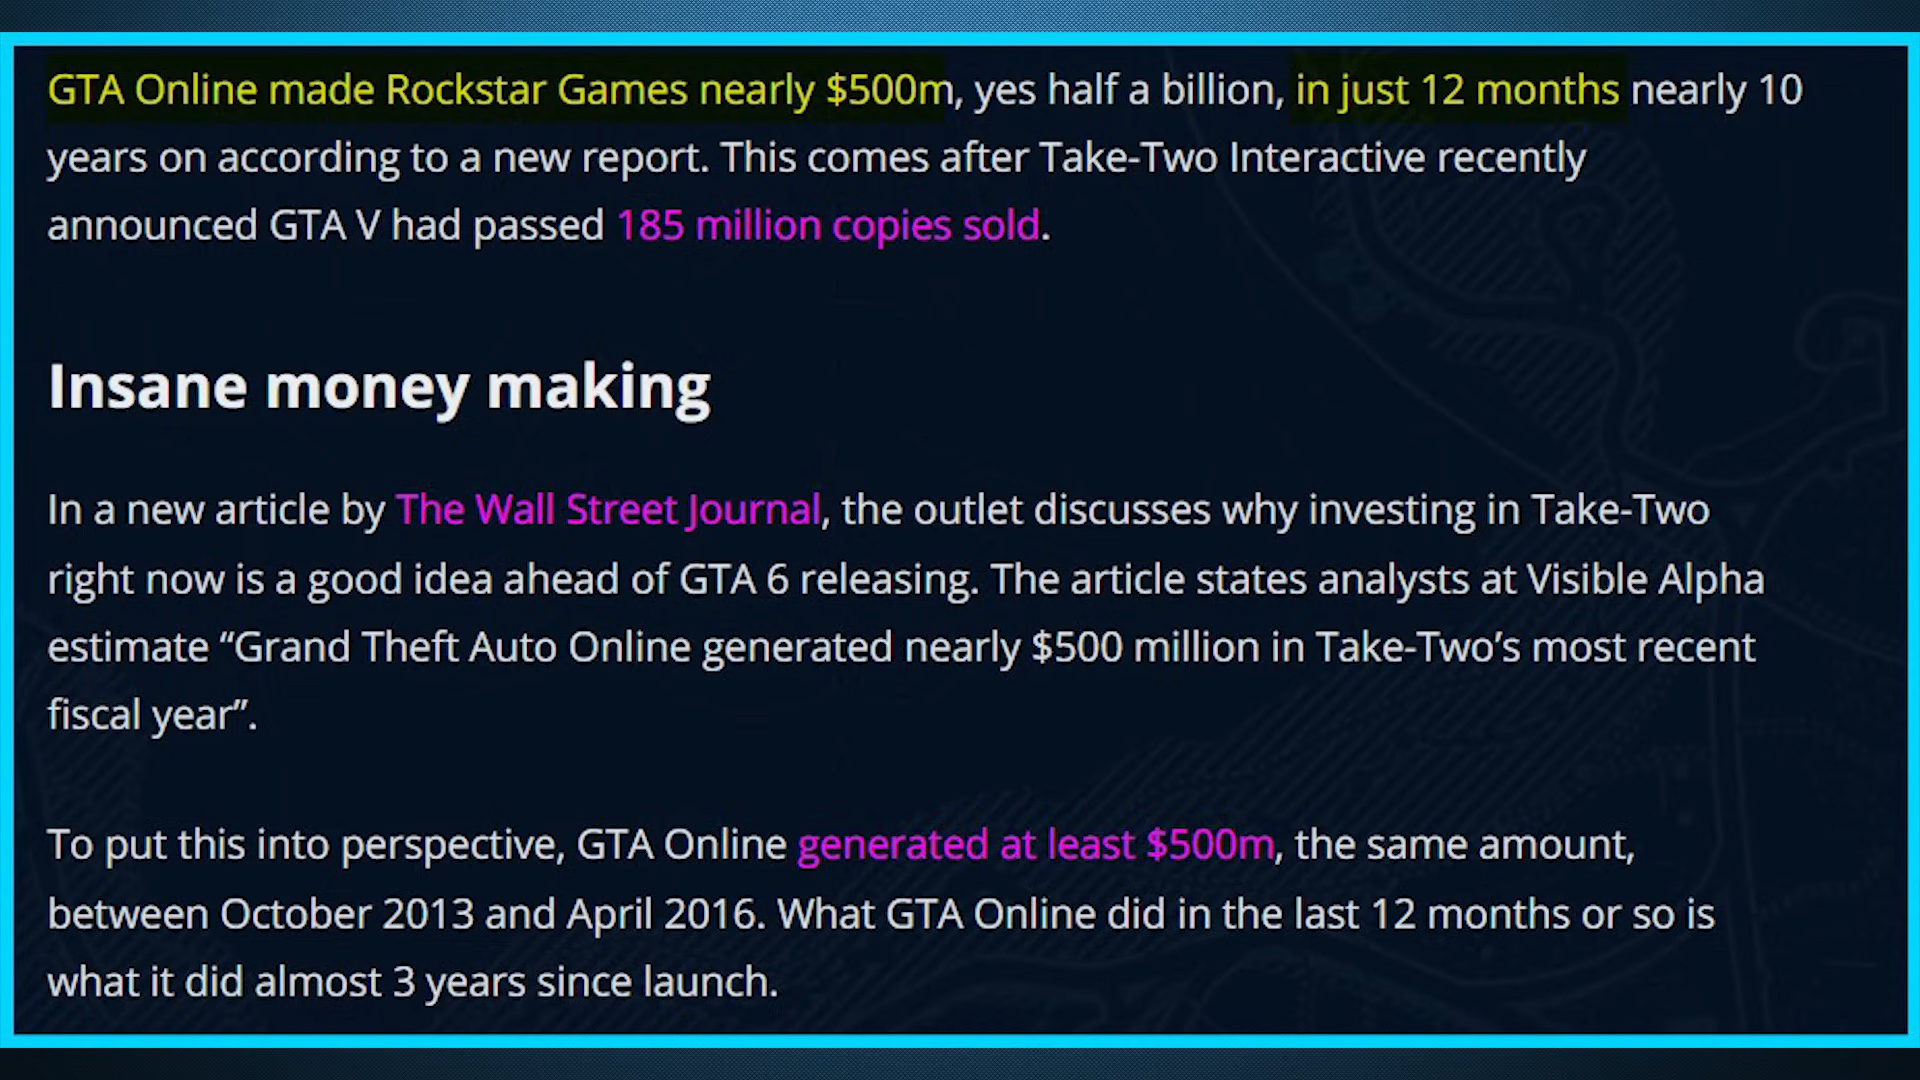 GTA Online made Rockstar Games nearly $500m, yes half a billion, in just 12 months nearly 10
years on according to a new report. This comes after Take-Two Interactive recently
announced GTA V had passed 185 million copies sold.
Insane money making
In a new article by The Wall Street Journal, the outlet discusses why investing in Take-Two
right now is a good idea ahead of GTA 6 releasing. The article states analysts at Visible Alpha
estimate “Grand Theft Auto Online generated nearly $500 million in Take-Two’s most recent
fiscal year”.
To put this into perspective, GTA Online generated at least $500m, the same amount,
between October 2013 and April 2016. What GTA Online did in the last 12 months or so is
what it did almost 3 years since launch.